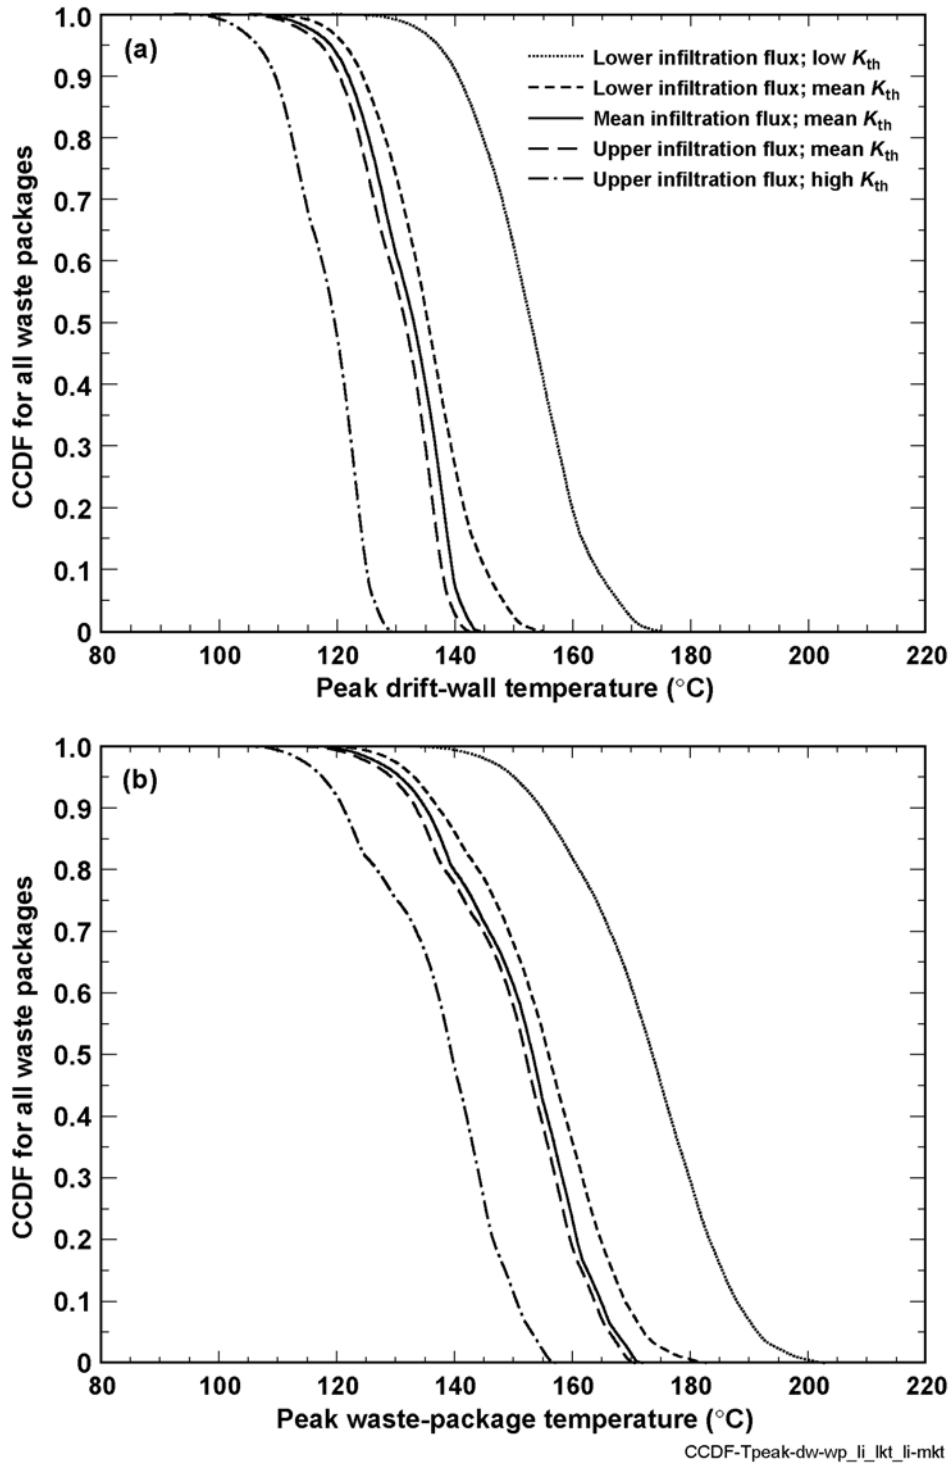 (a)
Lower infiltration flux; low Kth
Lower infiltration flux; mean Kth
Mean infiltration flux; mean Kth
Upper infiltration flux; mean Kth
Upper infiltration flux; high Kth
CCDF for all waste packages
1.0
0.9
0.8
0.7
0.6
0.5
0.4
0.3
0.2
0.1
0
80 100 120 140 160 180 200 220
Peak drift-wall temperature (°C)
(b)
CCDF for all waste packages
1.0
0.9
0.8
0.7
0.6
0.5
0.4
0.3
0.2
0.1
0
80 100 120 140 160 180 200 220
Peak waste-package temperature (°C)
CCDF-Tpeak-dw-wp_li_lkt_li-mkt